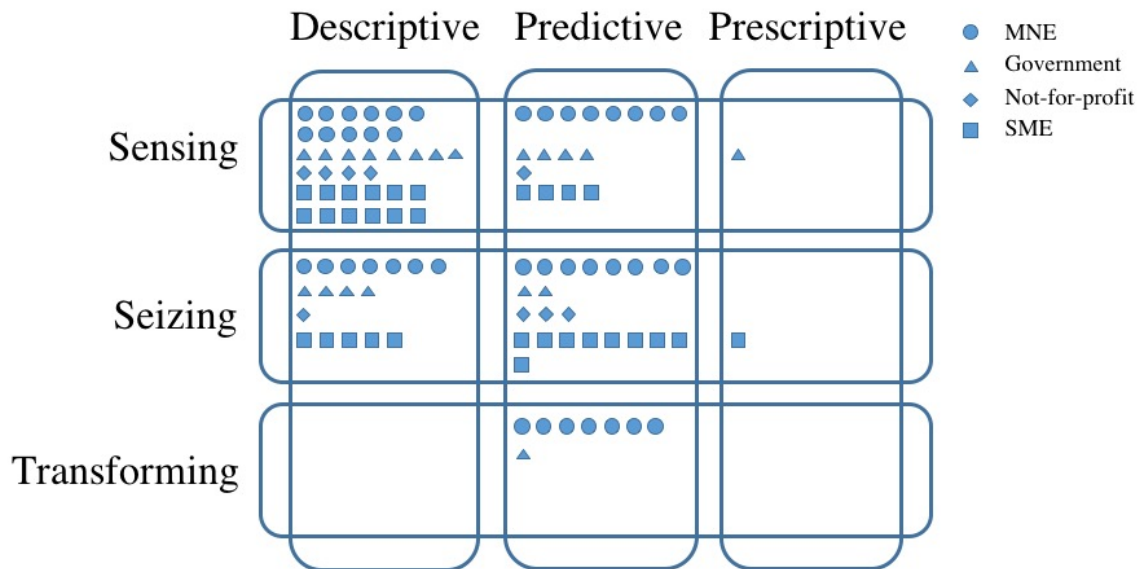 Descriptive Predictive Prescriptive
MNE
Government
Not-for-profit
SME
Sensing
Seizing
Transforming